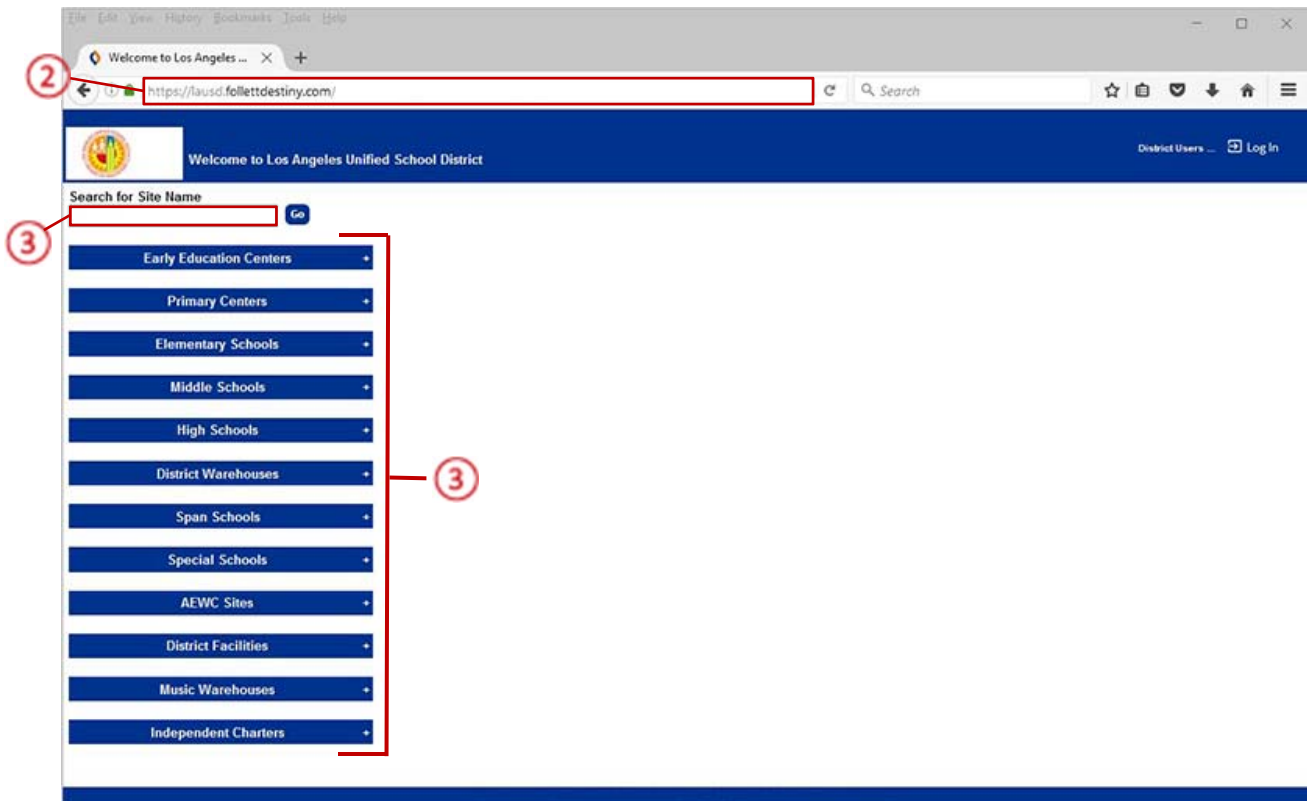 File Edit View History Bookmarks Tools Help
Welcome to Los Angeles ...
2
https://lausd.follettdestiny.com/
Search
Welcome to Los Angeles Unified School District
District Users ... Log In
Search for Site Name
Go
3
Early Education Centers +
Primary Centers +
Elementary Schools +
Middle Schools +
High Schools +
District Warehouses +
3
Span Schools +
Special Schools +
AEWC Sites +
District Facilities +
Music Warehouses +
Independent Charters +